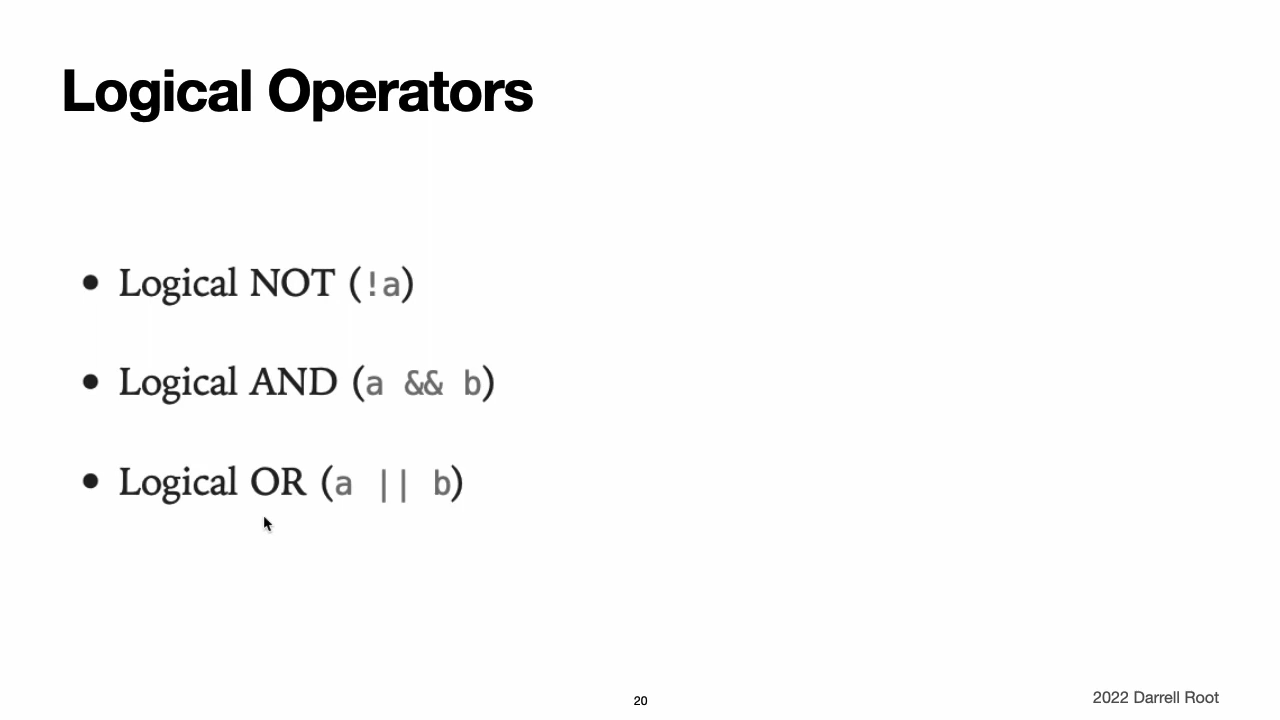 Logical Operators
• Logical NOT (!a)
• Logical AND (a && b)
• Logical OR (a || b)
20
2022 Darrell Root